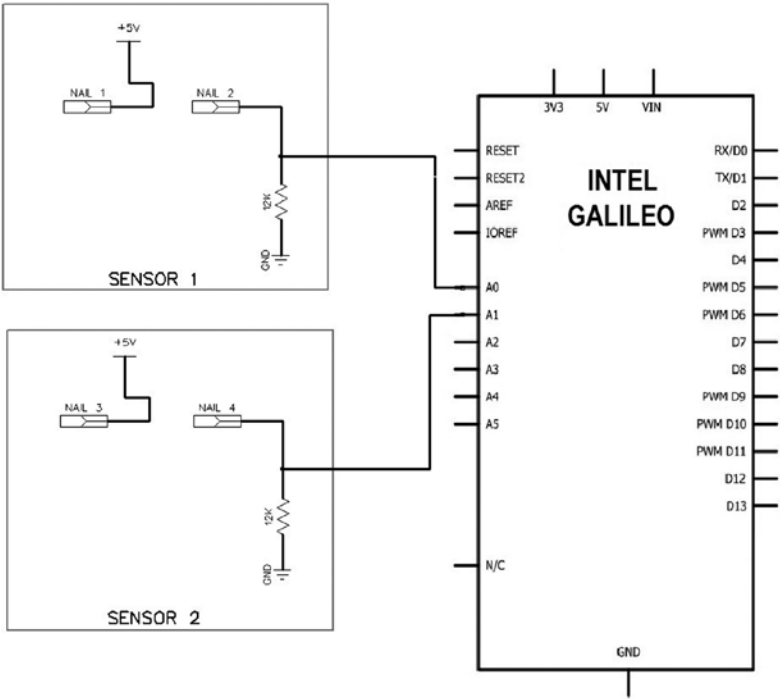 +5V
NAIL 1
NAIL 2
12K
GND
SENSOR 1
+5V
NAIL 3
NAIL 4
12K
GND
SENSOR 2
3V3 5V VIN
INTEL
GALILEO
RESET
RESET2
AREF
IOREF
A0
A1
A2
A3
A4
A5
N/C
RX/D0
TX/D1
D2
PWM D3
D4
PWM D5
PWM D6
D7
D8
PWM D9
PWM D10
PWM D11
D12
D13
GND